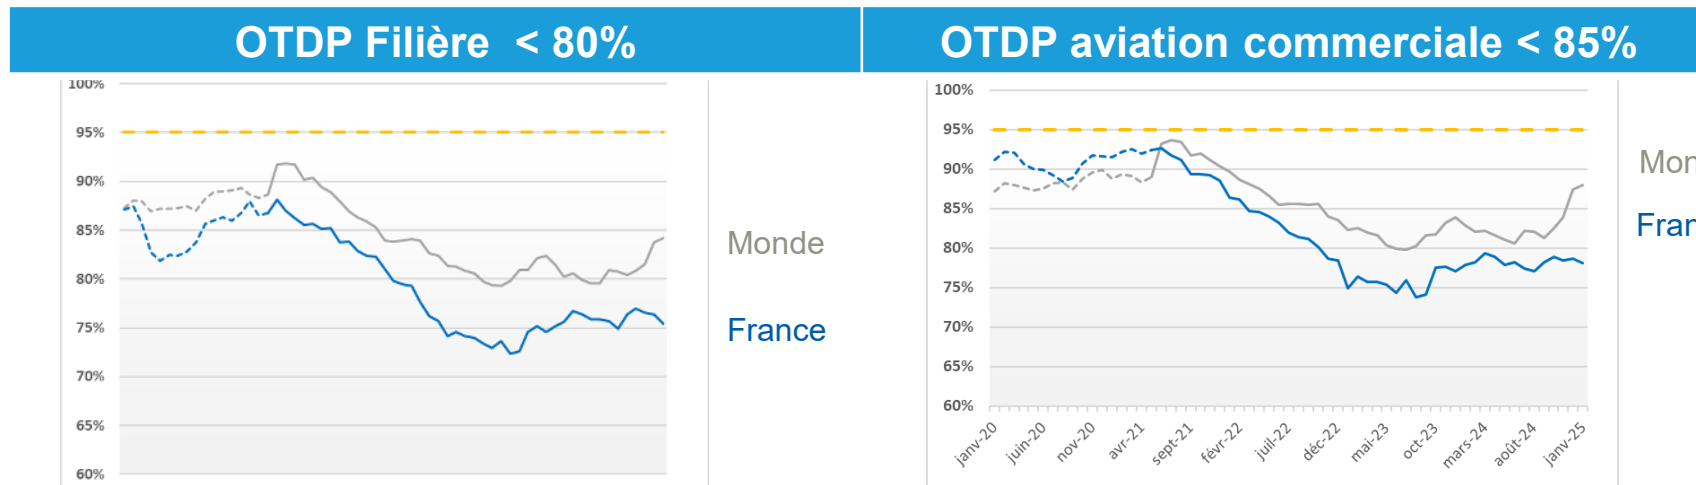 OTDP Filière < 80%
OTDP aviation commerciale < 85%
100%
95%
90%
85%
80%
75%
70%
65%
60%
Monde
France
100%
95%
90%
85%
80%
75%
70%
65%
60%
janv-20
juin-20
nov-20
avr-21
sept-21
févr-22
juil-22
déc-22
mai-23
oct-23
mars-24
août-24
janv-25
Mon
Fran